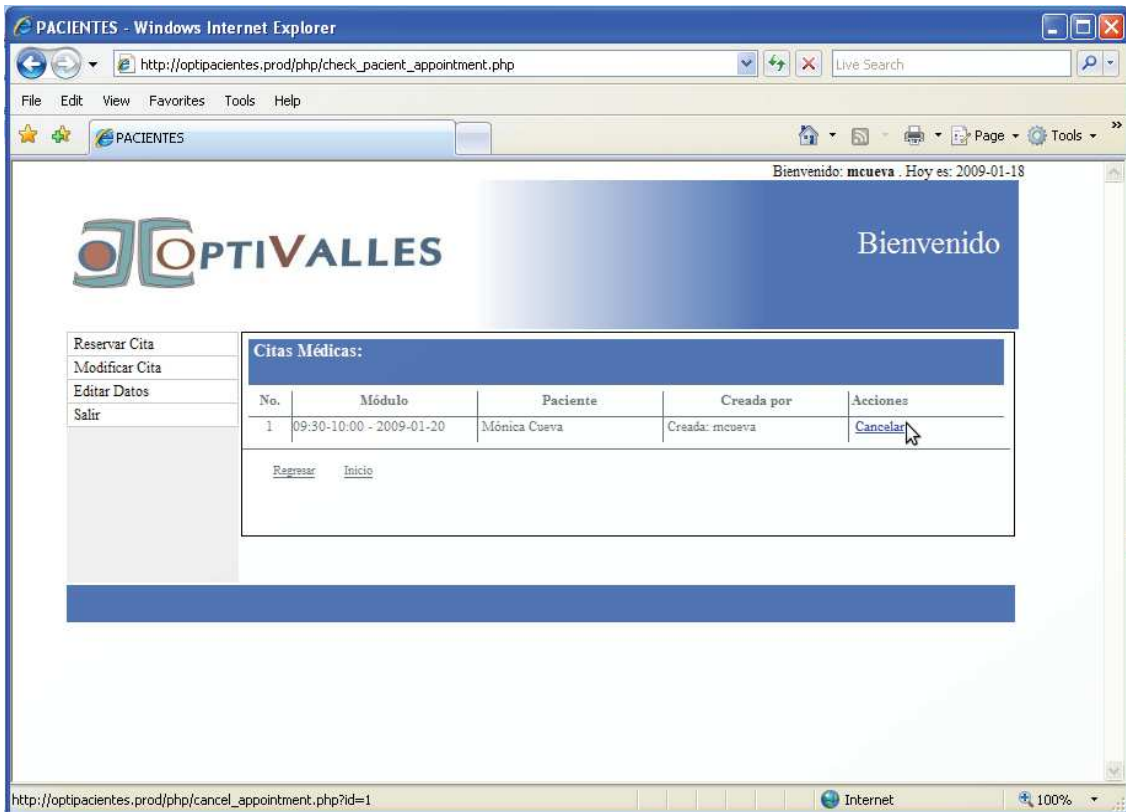 PACIENTES - Windows Internet Explorer
http://optipacientes.prod/php/check_pacient_appointment.php
Live Search
File Edit View Favorites Tools Help
PACIENTES
Page Tools
Bienvenido: mcueva . Hoy es: 2009-01-18
OPTIVALLES
Bienvenido
Reservar Cita
Modificar Cita
Editar Datos
Salir
Citas Médicas:
No. Módulo Paciente Creada por Acciones
1 09:30-10:00 - 2009-01-20 Mónica Cueva Creada: mcueva Cancelar
Regresar Inicio
http://optipacientes.prod/php/cancel_appointment.php?id=1
Internet
100%